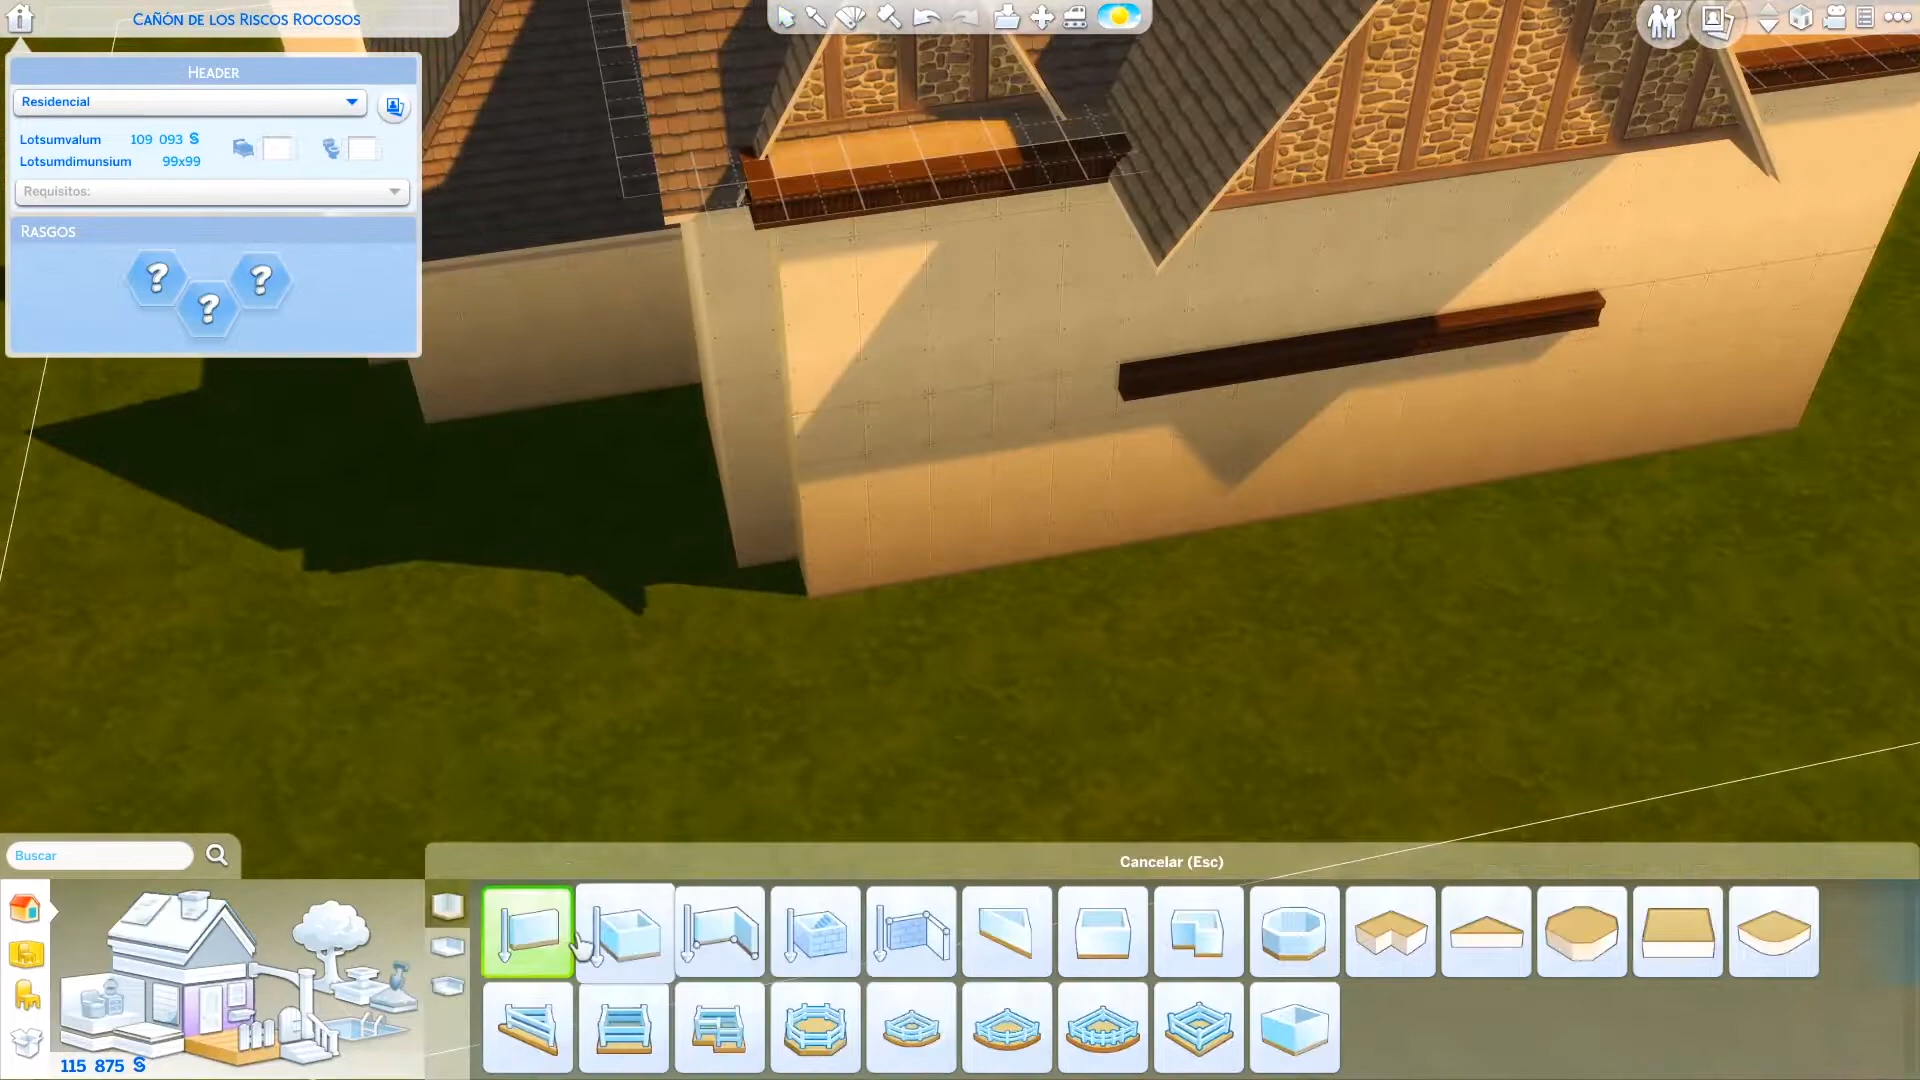 CAÑÓN DE LOS RISCOS ROCOSOS
HEADER
Residencial
Lotsumvalum 109 093 §
Lotsumdimunsium 99x99
Requisitos:
RASGOS
? ? ?
Buscar
Cancelar (Esc)
115 875 §